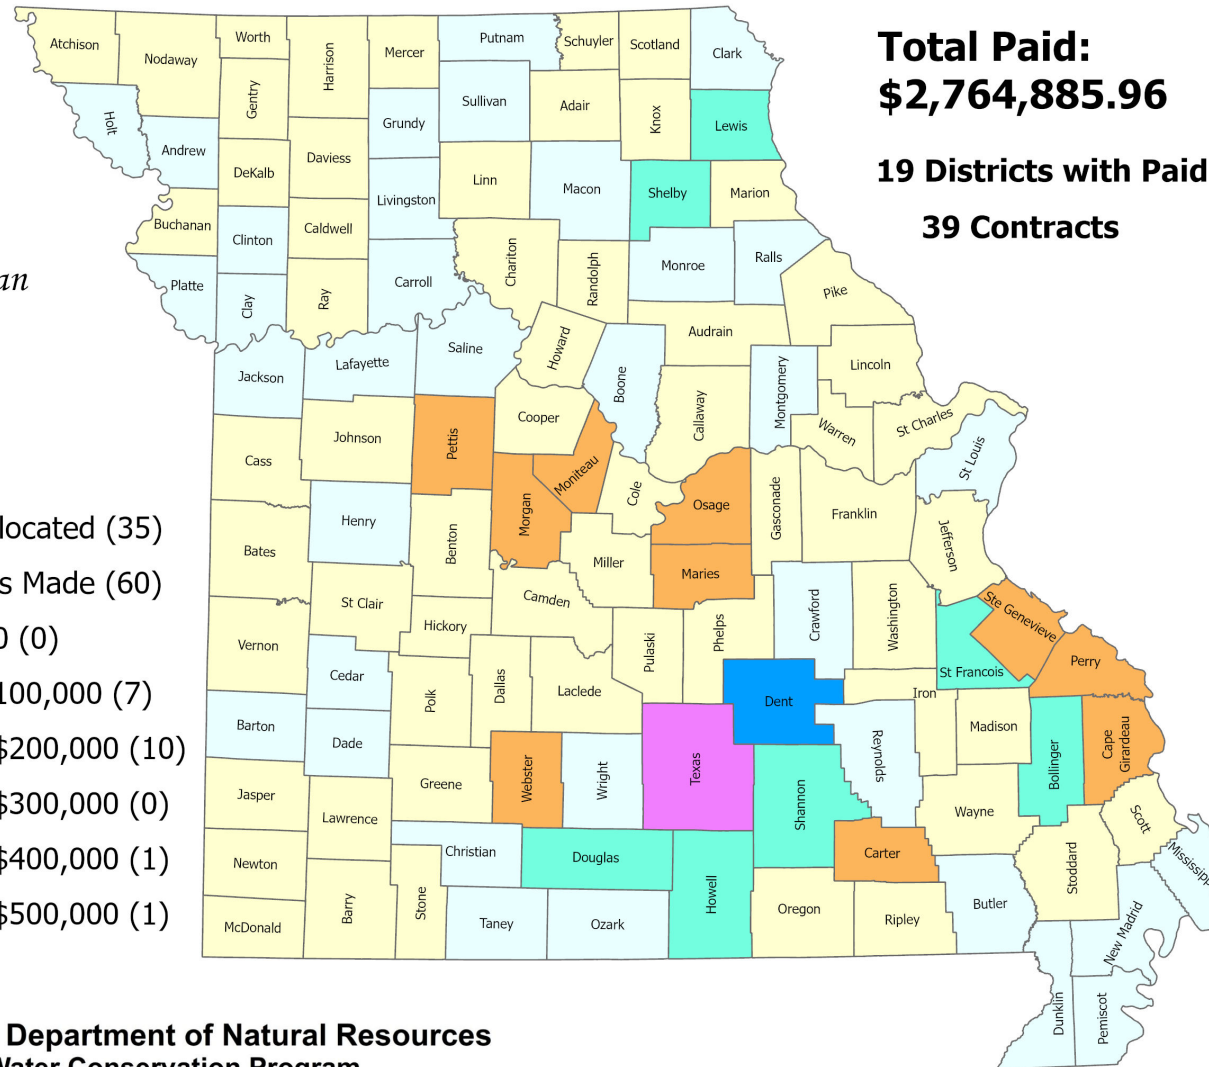 Total Paid:
$2,764,885.96
19 Districts with Paid
39 Contracts
an
located (35)
s Made (60)
0 (0)
100,000 (7)
$200,000 (10)
$300,000 (0)
$400,000 (1)
$500,000 (1)
Atchison
Nodaway
Worth
Harrison
Mercer
Putnam
Schuyler
Scotland
Clark
Holt
Gentry
Sullivan
Adair
Knox
Lewis
Andrew
DeKalb
Daviess
Grundy
Linn
Macon
Shelby
Marion
Buchanan
Clinton
Caldwell
Livingston
Chariton
Randolph
Monroe
Ralls
Pike
Platte
Clay
Ray
Carroll
Howard
Audrain
Jackson
Lafayette
Saline
Boone
Callaway
Montgomery
Lincoln
Cass
Johnson
Pettis
Cooper
Moniteau
Cole
Warren
St Charles
St Louis
Bates
Henry
Benton
Morgan
Miller
Osage
Gasconade
Franklin
Jefferson
Maries
St Clair
Camden
Vernon
Hickory
Pulaski
Phelps
Crawford
Washington
Ste Genevieve
St Francois
Perry
Cedar
Polk
Dallas
Laclede
Dent
Iron
Madison
Bollinger
Cape
Girardeau
Barton
Dade
Greene
Webster
Wright
Texas
Shannon
Reynolds
Wayne
Scott
Jasper
Lawrence
Christian
Douglas
Howell
Carter
Stoddard
Mississipp
Newton
Barry
Stone
Taney
Ozark
Oregon
Ripley
Butler
New Madrid
McDonald
Dunklin
Pemiscot
Department of Natural Resources
Water Conservation Program